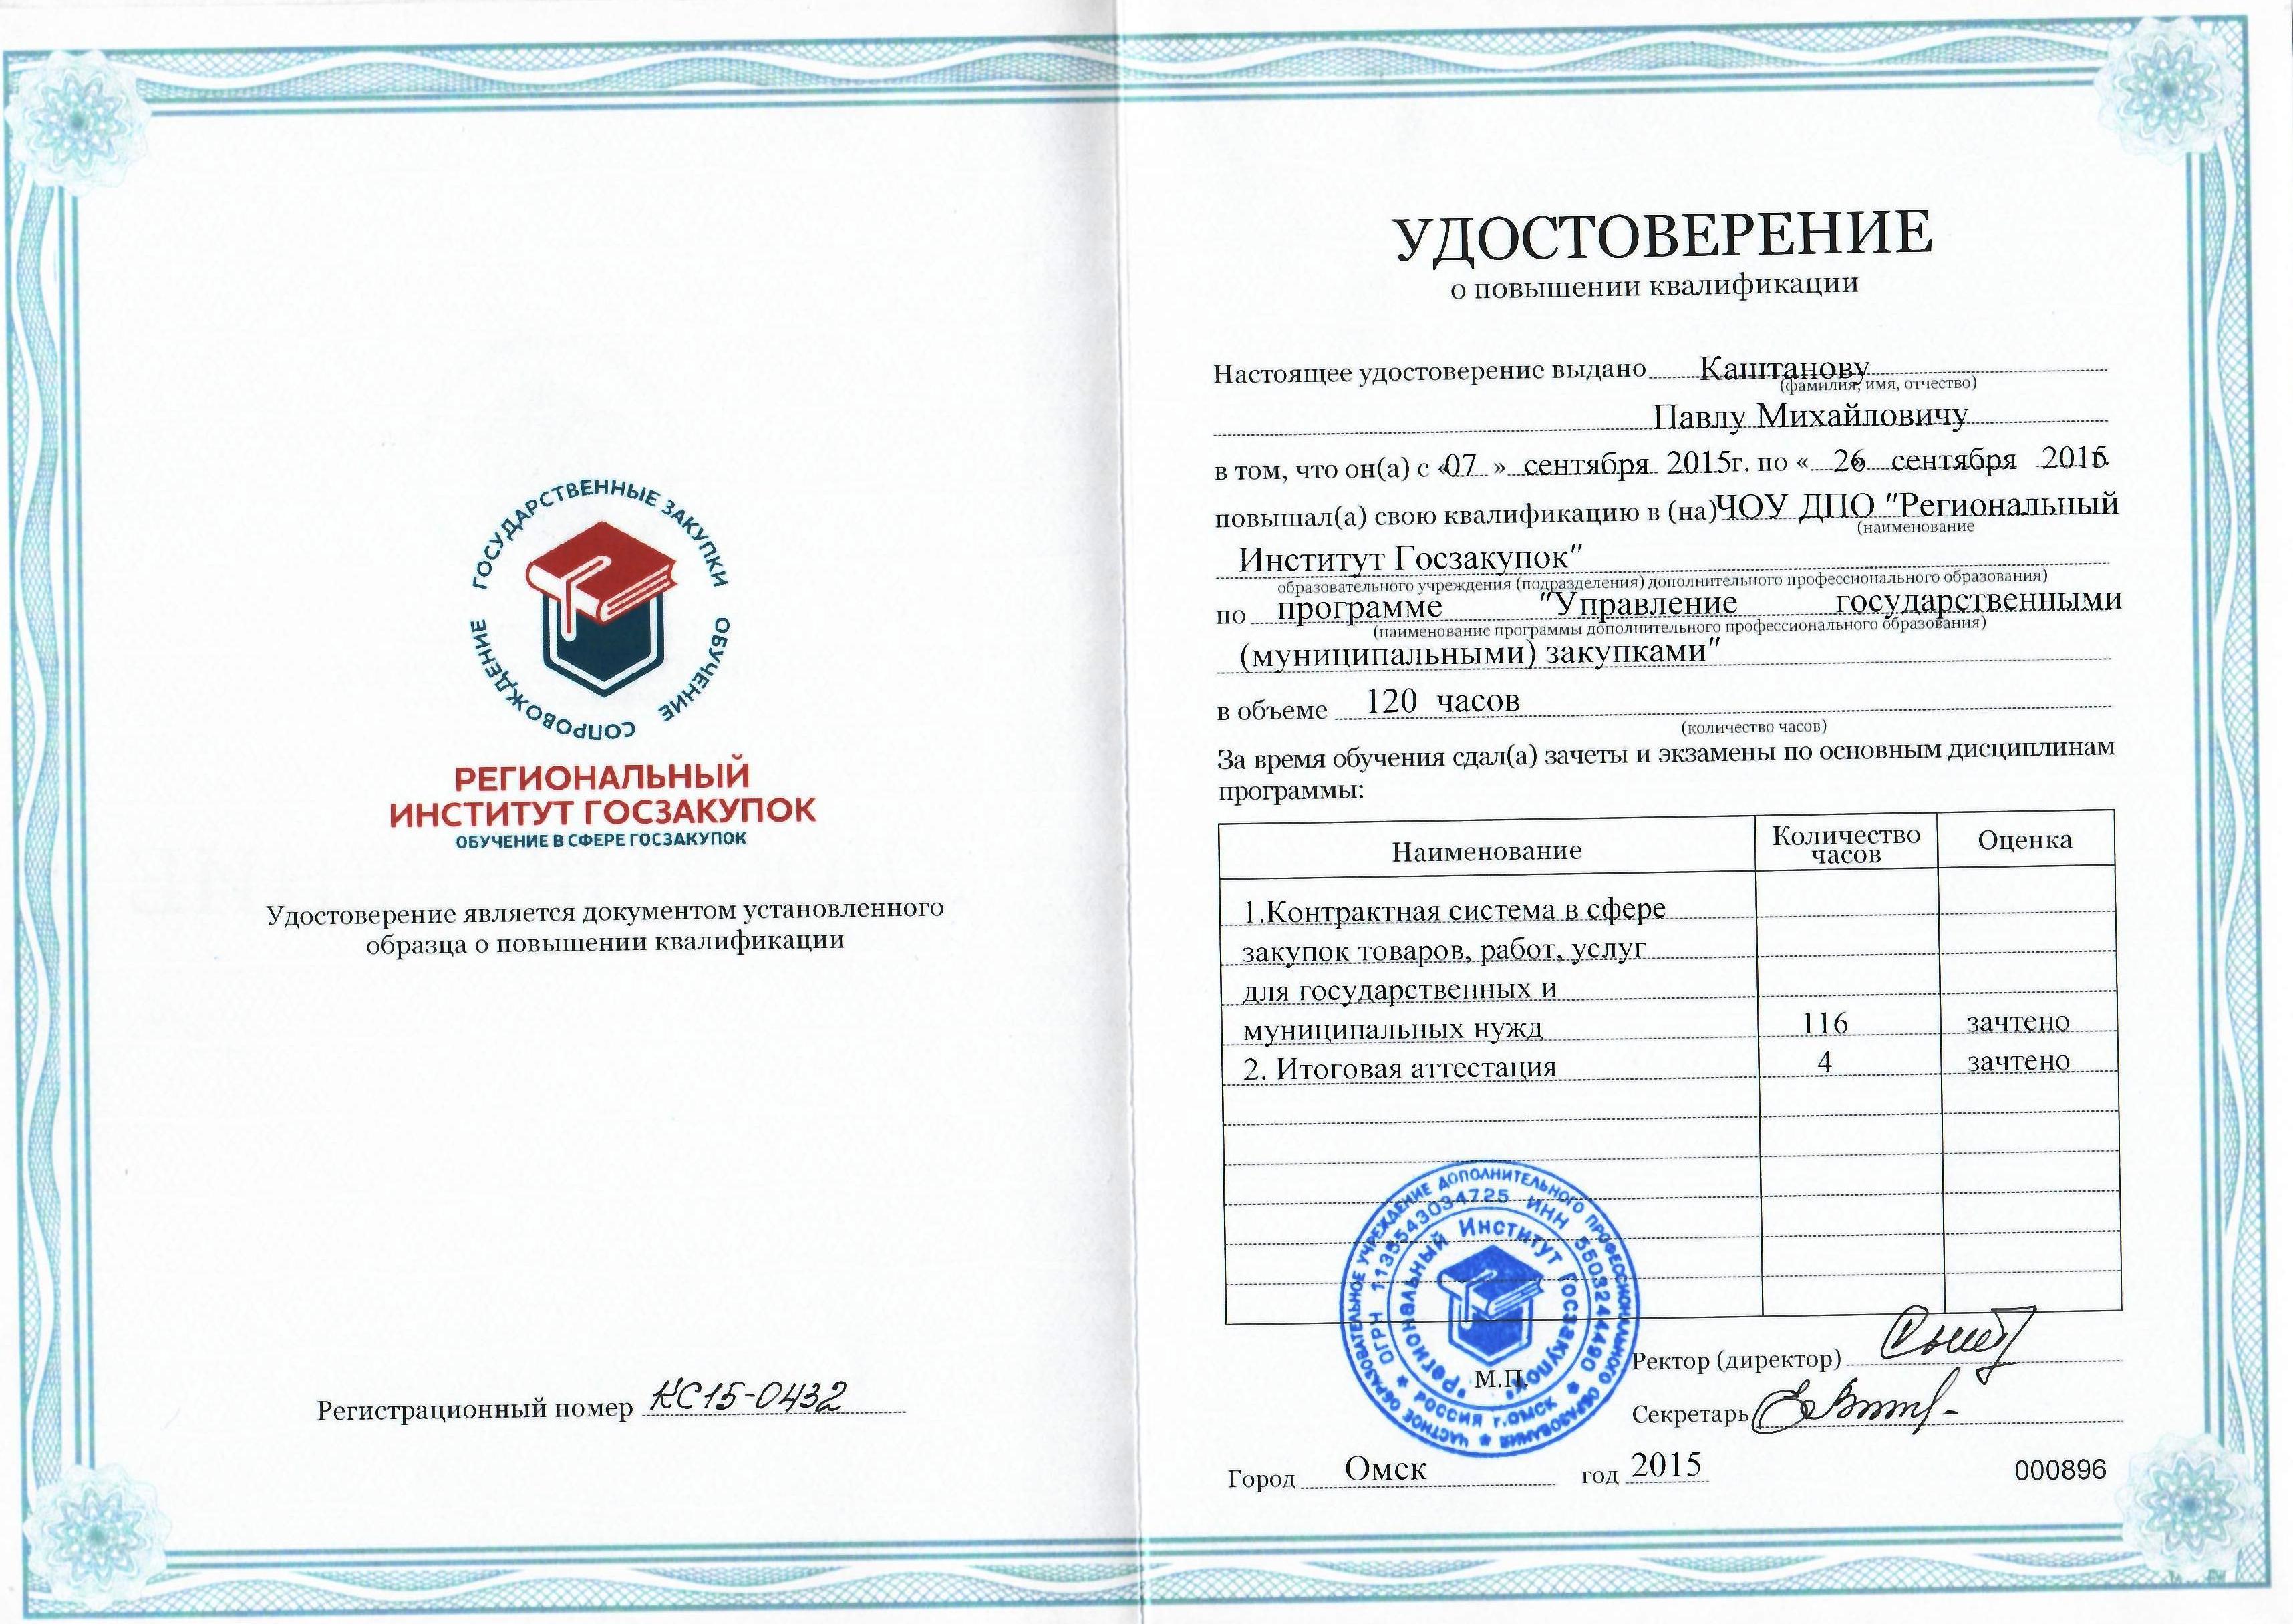 ГОСУДАРСТВЕННЫЕ ЗАКУПКИ ОБУЧЕНИЕ СОПРОВОЖДЕНИЕ
РЕГИОНАЛЬНЫЙ
ИНСТИТУТ ГОСЗАКУПОК
ОБУЧЕНИЕ В СФЕРЕ ГОСЗАКУПОК
Удостоверение является документом установленного
образца о повышении квалификации
Регистрационный номер КС15-0432
УДОСТОВЕРЕНИЕ
о повышении квалификации
Настоящее удостоверение выдано Каштанову
(фамилия, имя, отчество)
Павлу Михайловичу
в том, что он(а) с «07» сентября 2015г. по «26 сентября 2015
повышал(а) свою квалификацию в (на) ЧОУ ДПО "Региональный
(наименование
Институт Госзакупок"
образовательного учреждения (подразделения) дополнительного профессионального образования)
по программе "Управление государственными
(наименование программы дополнительного профессионального образования)
(муниципальными) закупками"
в объеме 120 часов
(количество часов)
За время обучения сдал(а) зачеты и экзамены по основным дисциплинам
программы:
Наименование Количество часов Оценка
1.Контрактная система в сфере
закупок товаров, работ, услуг
для государственных и
муниципальных нужд 116 зачтено
2. Итоговая аттестация 4 зачтено
ЧАСТНОЕ ОБРАЗОВАТЕЛЬНОЕ УЧРЕЖДЕНИЕ ДОПОЛНИТЕЛЬНОГО ПРОФЕССИОНАЛЬНОГО ОБРАЗОВАНИЯ
ОГРН 1135543034725 ИНН 5503244490
РОССИЯ г.ОМСК
"Региональный Институт Госзакупок"
М.П.
Ректор (директор)
Секретарь
Город Омск год 2015 000896